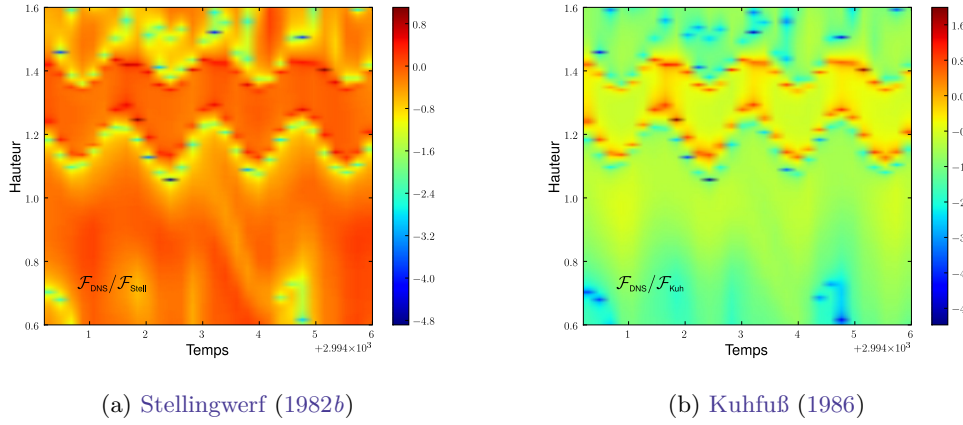 1.6
1.4
1.2
1.0
0.8
0.6
Hauteur
1 2 3 4 5 6
Temps
+2.994×10³
0.8
0.0
−0.8
−1.6
−2.4
−3.2
−4.0
−4.8
ℱDNS/ℱStell
(a) Stellingwerf (1982b)
1.6
1.4
1.2
1.0
0.8
0.6
Hauteur
1 2 3 4 5 6
Temps
+2.994×10³
1.6
0.8
0.0
ℱDNS/ℱKuh
(b) Kuhfuß (1986)